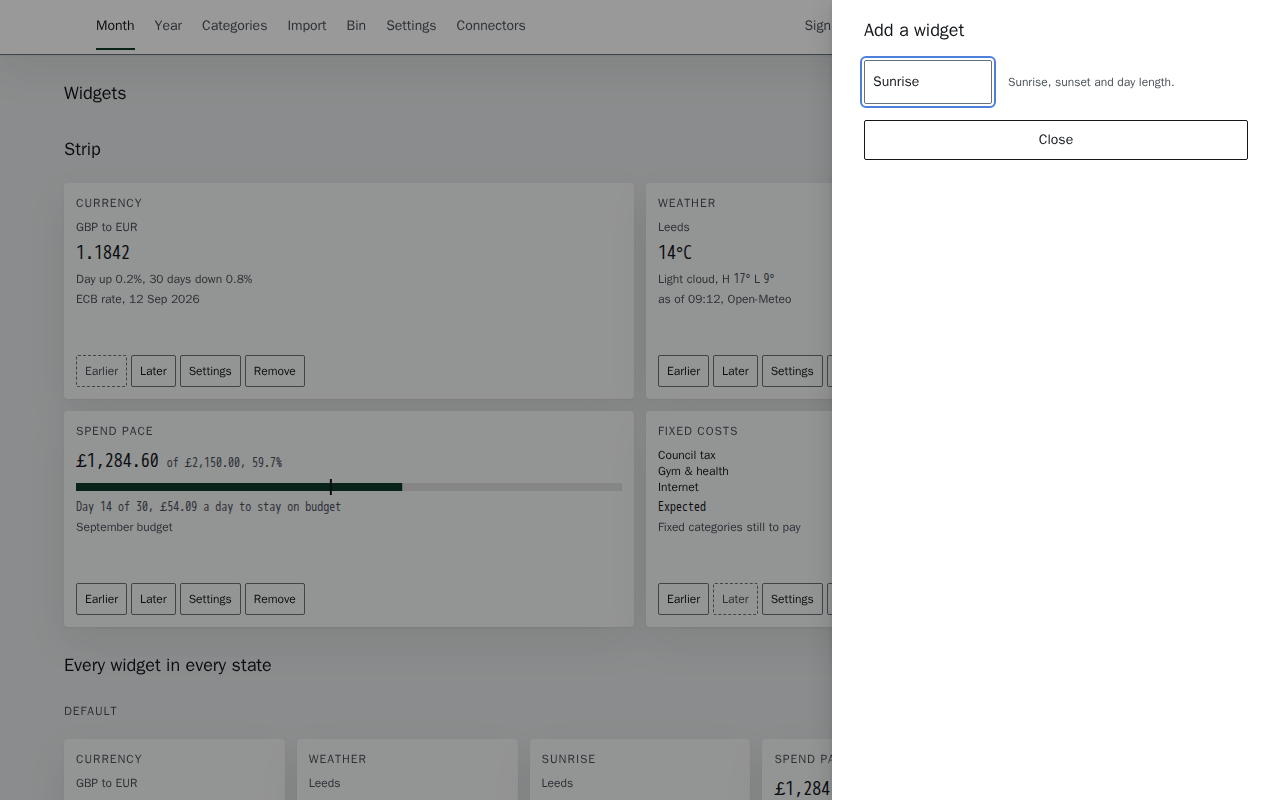 Month Year Categories Import Bin Settings Connectors Sign
Add a widget
Sunrise
Sunrise, sunset and day length.
Close
Widgets
Strip
CURRENCY
GBP to EUR
1.1842
Day up 0.2%, 30 days down 0.8%
ECB rate, 12 Sep 2026
Earlier Later Settings Remove
WEATHER
Leeds
14°C
Light cloud, H 17° L 9°
as of 09:12, Open-Meteo
Earlier Later Settings
SPEND PACE
£1,284.60 of £2,150.00, 59.7%
Day 14 of 30, £54.09 a day to stay on budget
September budget
Earlier Later Settings Remove
FIXED COSTS
Council tax
Gym & health
Internet
Expected
Fixed categories still to pay
Earlier Later Settings
Every widget in every state
DEFAULT
CURRENCY
GBP to EUR
WEATHER
Leeds
SUNRISE
Leeds
SPEND PA
£1,284